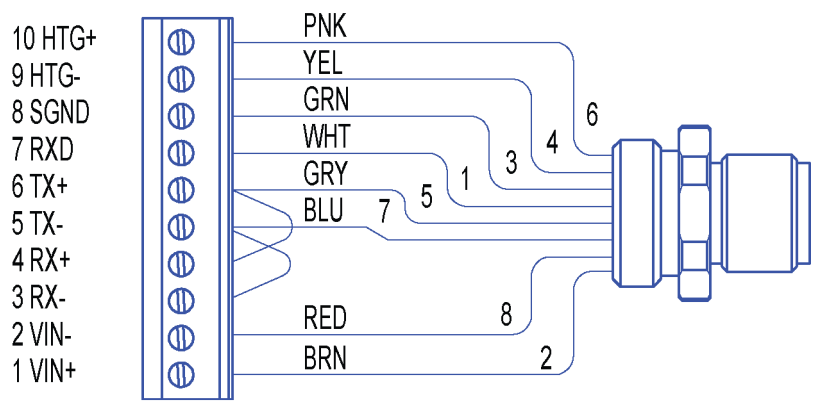 10 HTG+
9 HTG-
8 SGND
7 RXD
6 TX+
5 TX-
4 RX+
3 RX-
2 VIN-
1 VIN+
PNK
YEL
GRN
WHT
GRY
BLU
RED
BRN
6
4
3
1
5
7
8
2